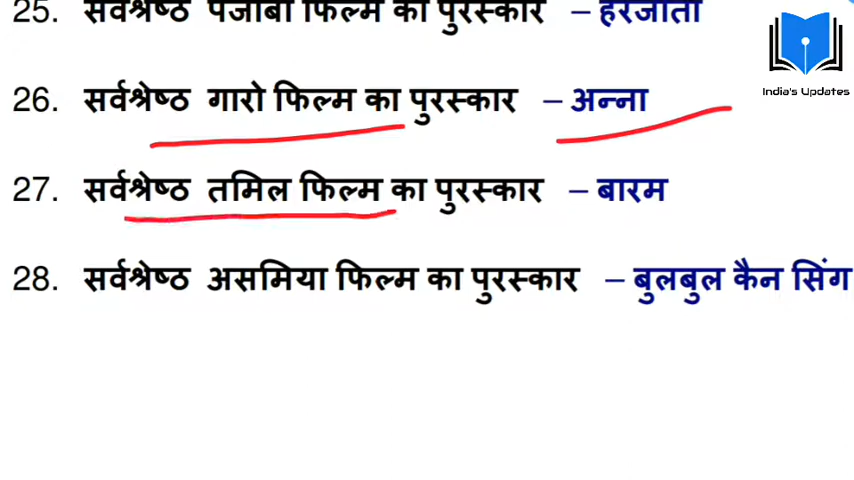 25. सर्वश्रेष्ठ पंजाबी फिल्म का पुरस्कार – हरजीता
26. सर्वश्रेष्ठ गारो फिल्म का पुरस्कार – अन्ना
27. सर्वश्रेष्ठ तमिल फिल्म का पुरस्कार – बारम
28. सर्वश्रेष्ठ असमिया फिल्म का पुरस्कार – बुलबुल कैन सिंग
India's Updates